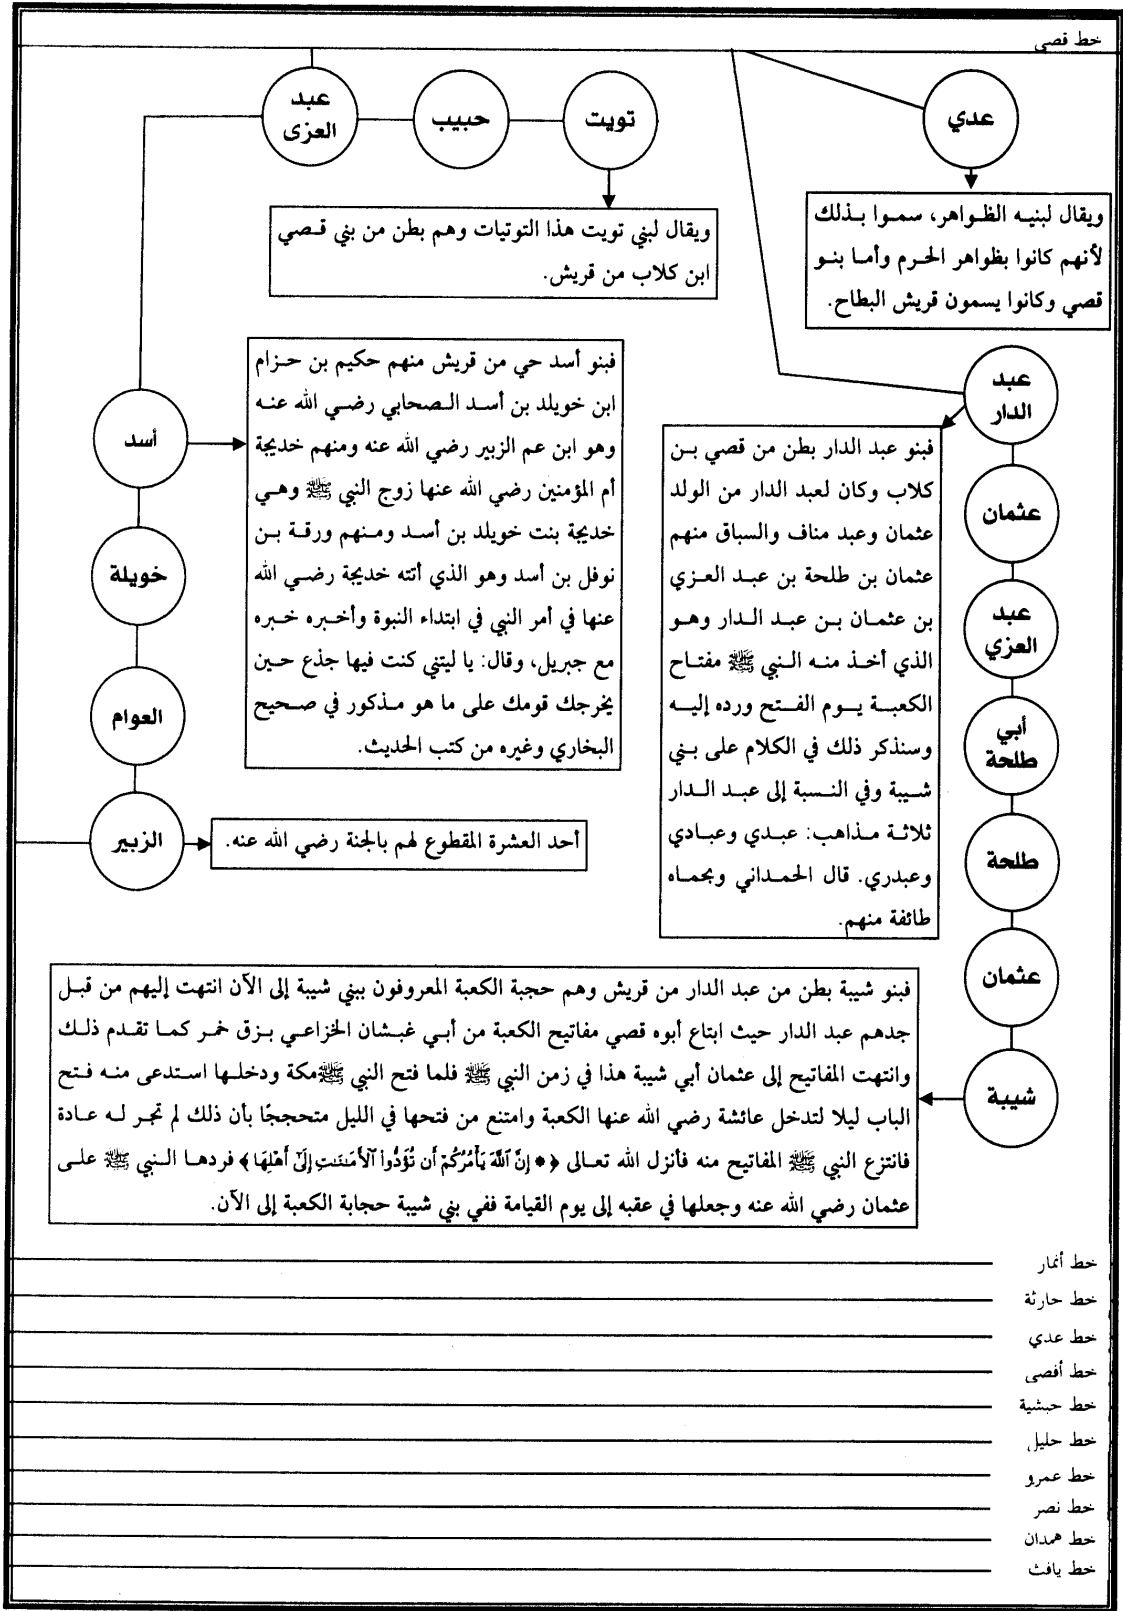 خط قصي
عدي
تويت
حبيب
عبد
العزى
ويقال لبنيه الظواهر، سموا بذلك
لأنهم كانوا بظواهر الحرم وأما بنو
قصي وكانوا يسمون قريش البطاح.
ويقال لبني تويت هذا التوتيات وهم بطن من بني قصي
ابن كلاب من قريش.
عبد
الدار
فبنو عبد الدار بطن من قصي بن
كلاب وكان لعبد الدار من الولد
عثمان وعبد مناف والسباق منهم
عثمان بن طلحة بن عبد العزي
بن عثمان بن عبد الدار وهو
الذي أخذ منه النبي ﷺ مفتاح
الكعبة يوم الفتح ورده إليه
وسنذكر ذلك في الكلام على بني
شيبة وفي النسبة إلى عبد الدار
ثلاثة مذاهب: عبدي وعبادي
وعبدري. قال الحمداني وبحماه
طائفة منهم.
عثمان
عبد
العزي
أبي
طلحة
طلحة
عثمان
شيبة
فبنو أسد حي من قريش منهم حكيم بن حزام
ابن خويلد بن أسد الصحابي رضي الله عنه
وهو ابن عم الزبير رضي الله عنه ومنهم خديجة
أم المؤمنين رضي الله عنها زوج النبي ﷺ وهي
خديجة بنت خويلد بن أسد ومنهم ورقة بن
نوفل بن أسد وهو الذي أتته خديجة رضي الله
عنها في أمر النبي في ابتداء النبوة وأخبره خبره
مع جبريل، وقال: يا ليتني كنت فيها جذع حين
يخرجك قومك على ما هو مذكور في صحيح
البخاري وغيره من كتب الحديث.
أسد
خويلة
العوام
الزبير
أحد العشرة المقطوع لهم بالجنة رضي الله عنه.
فبنو شيبة بطن من عبد الدار من قريش وهم حجبة الكعبة المعروفون ببني شيبة إلى الآن انتهت إليهم من قبل
جدهم عبد الدار حيث ابتاع أبوه قصي مفاتيح الكعبة من أبي غبشان الخزاعي بزق خمر كما تقدم ذلك
وانتهت المفاتيح إلى عثمان أبي شيبة هذا في زمن النبي ﷺ فلما فتح النبي ﷺ مكة ودخلها استدعى منه فتح
الباب ليلا لتدخل عائشة رضي الله عنها الكعبة وامتنع من فتحها في الليل متحججًا بأن ذلك لم تجر له عادة
فانتزع النبي ﷺ المفاتيح منه فأنزل الله تعالى ﴿ ۞ إِنَّ ٱللَّهَ يَأْمُرُكُمْ أَن تُؤَدُّوا۟ ٱلْأَمَـٰنَـٰتِ إِلَىٰٓ أَهْلِهَا ﴾ فردها النبي ﷺ على
عثمان رضي الله عنه وجعلها في عقبه إلى يوم القيامة ففي بني شيبة حجابة الكعبة إلى الآن.
خط أنمار
خط حارثة
خط عدي
خط أفصى
خط حبشية
خط حليل
خط عمرو
خط نصر
خط همدان
خط يافث